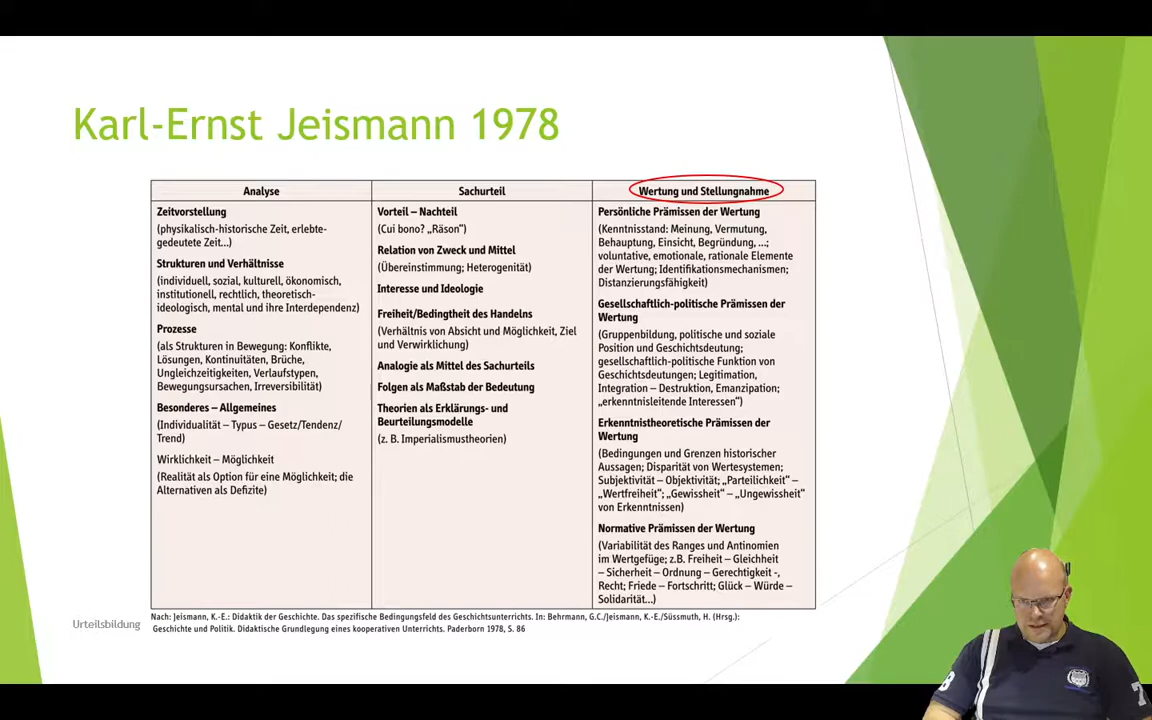 Karl-Ernst Jeismann 1978
Analyse
Zeitvorstellung
(physikalisch-historische Zeit, erlebte-
gedeutete Zeit...)
Strukturen und Verhältnisse
(individuell, sozial, kulturell, ökonomisch,
institutionell, rechtlich, theoretisch-
ideologisch, mental und ihre Interdependenz)
Prozesse
(als Strukturen in Bewegung: Konflikte,
Lösungen, Kontinuitäten, Brüche,
Ungleichzeitigkeiten, Verlaufstypen,
Bewegungsursachen, Irreversibilität)
Besonderes – Allgemeines
(Individualität – Typus – Gesetz/Tendenz/
Trend)
Wirklichkeit – Möglichkeit
(Realität als Option für eine Möglichkeit; die
Alternativen als Defizite)
Sachurteil
Vorteil – Nachteil
(Cui bono? „Räson“)
Relation von Zweck und Mittel
(Übereinstimmung; Heterogenität)
Interesse und Ideologie
Freiheit/Bedingtheit des Handelns
(Verhältnis von Absicht und Möglichkeit, Ziel
und Verwirklichung)
Analogie als Mittel des Sachurteils
Folgen als Maßstab der Bedeutung
Theorien als Erklärungs- und
Beurteilungsmodelle
(z. B. Imperialismustheorien)
Wertung und Stellungnahme
Persönliche Prämissen der Wertung
(Kenntnisstand: Meinung, Vermutung,
Behauptung, Einsicht, Begründung, ...;
voluntative, emotionale, rationale Elemente
der Wertung; Identifikationsmechanismen;
Distanzierungsfähigkeit)
Gesellschaftlich-politische Prämissen der
Wertung
(Gruppenbildung, politische und soziale
Position und Geschichtsdeutung;
gesellschaftlich-politische Funktion von
Geschichtsdeutungen; Legitimation,
Integration – Destruktion, Emanzipation;
„erkenntnisleitende Interessen“)
Erkenntnistheoretische Prämissen der
Wertung
(Bedingungen und Grenzen historischer
Aussagen; Disparität von Wertesystemen;
Subjektivität – Objektivität; „Parteilichkeit“ –
„Wertfreiheit“; „Gewissheit“ – „Ungewissheit“
von Erkenntnissen)
Normative Prämissen der Wertung
(Variabilität des Ranges und Antinomien
im Wertgefüge; z.B. Freiheit – Gleichheit
– Sicherheit – Ordnung – Gerechtigkeit -,
Recht; Friede – Fortschritt; Glück – Würde –
Solidarität...)
Nach: Jeismann, K.-E.: Didaktik der Geschichte. Das spezifische Bedingungsfeld des Geschichtsunterrichts. In: Behrmann, G.C./Jeismann, K.-E./Süssmuth, H. (Hrsg.):
Geschichte und Politik. Didaktische Grundlegung eines kooperativen Unterrichts. Paderborn 1978, S. 86
Urteilsbildung
8
7